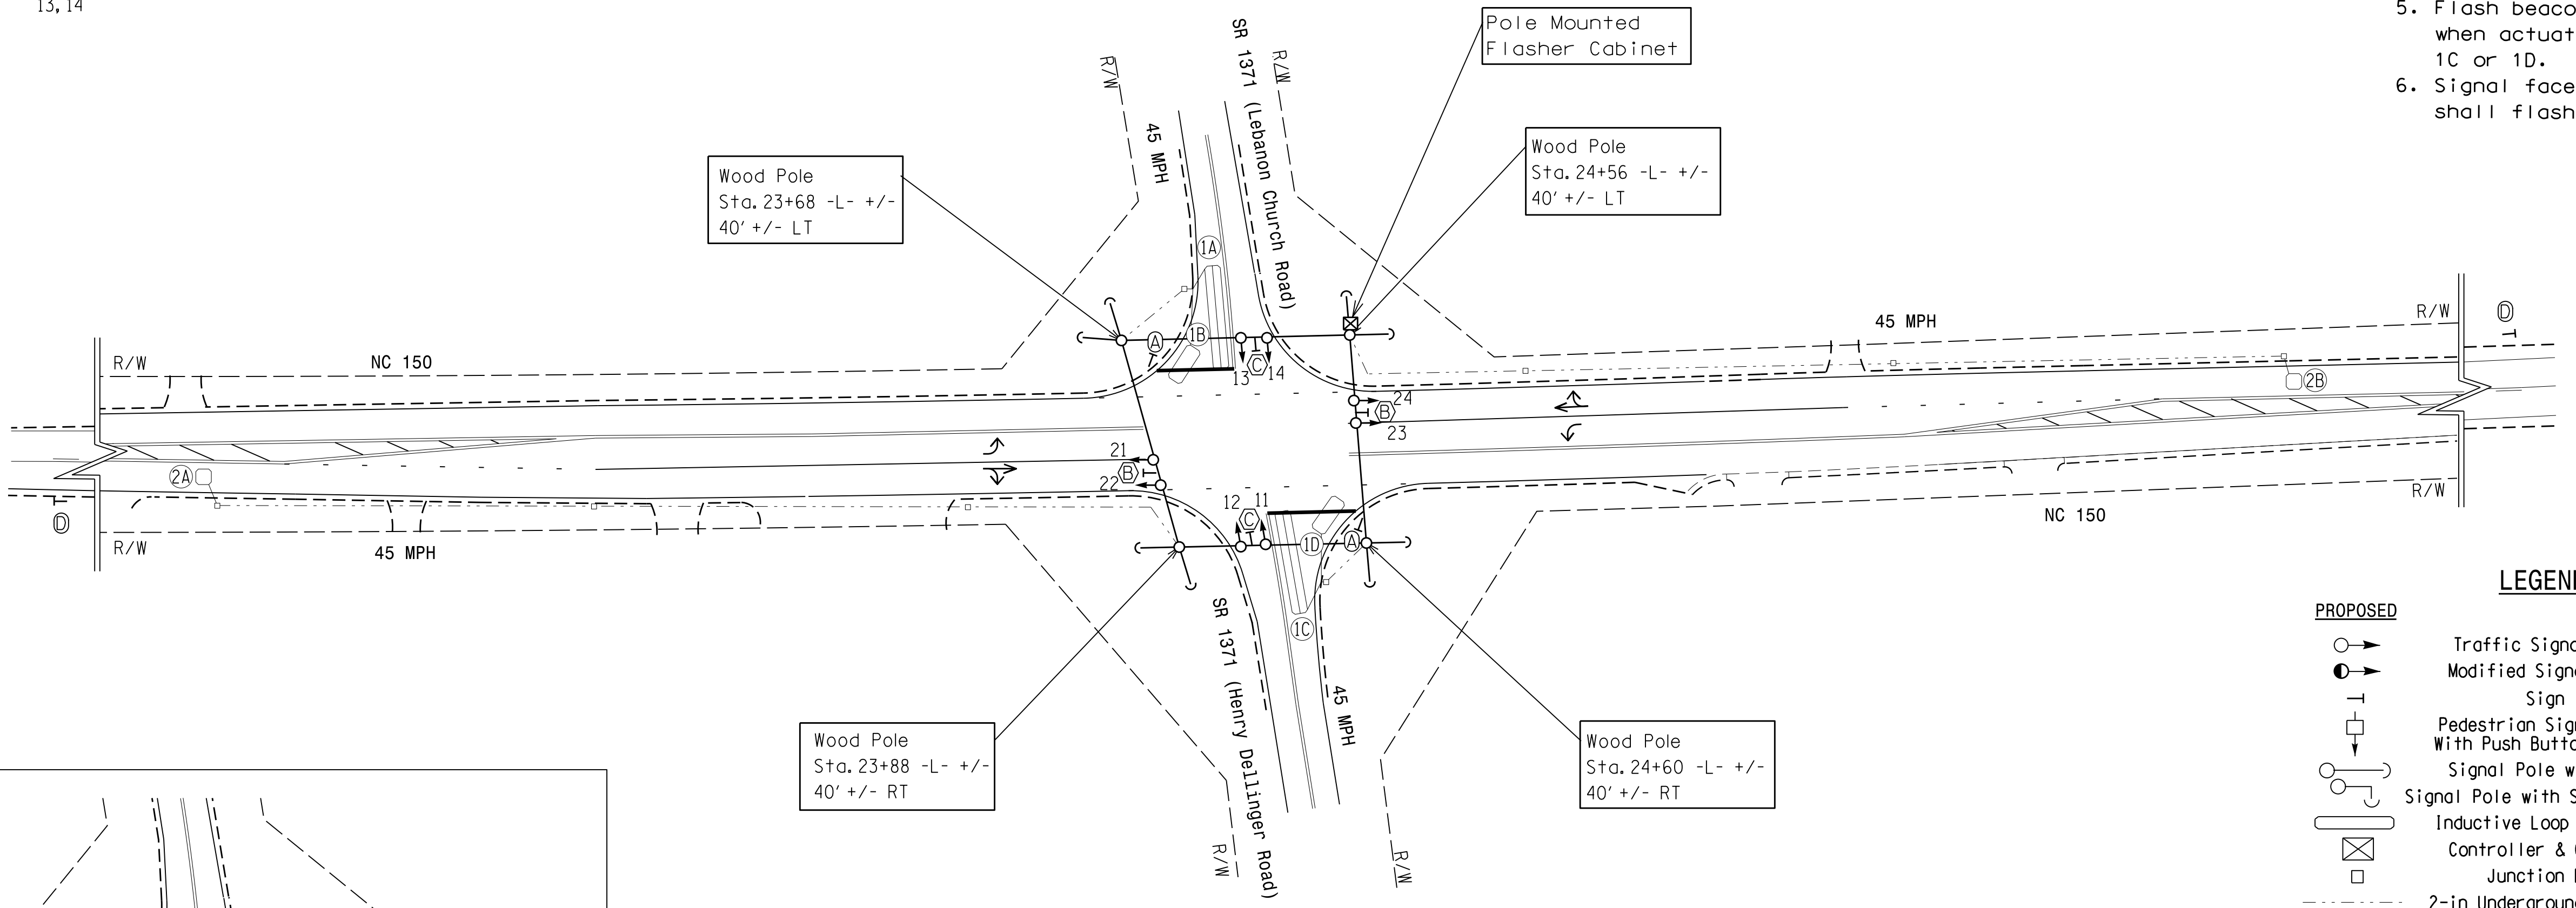 13,14
5. Flash beaco
when actuat
1C or 1D.
6. Signal face
shall flash
Pole Mounted
Flasher Cabinet
Wood Pole
Sta.24+56 -L- +/-
40' +/- LT
Wood Pole
Sta.23+68 -L- +/-
40' +/- LT
R/W
45 MPH
SR 1371 (Lebanon Church Road)
R/W
1A
1B
A
13
C
14
R/W
NC 150
45 MPH
R/W
D
2B
24
B
23
21
B
22
2A
D
R/W
45 MPH
12
11
C
1D
A
1C
NC 150
R/W
SR 1371 (Henry Dellinger Road)
45 MPH
R/W
R/W
Wood Pole
Sta.23+88 -L- +/-
40' +/- RT
Wood Pole
Sta.24+60 -L- +/-
40' +/- RT
LEGEN
PROPOSED
Traffic Signa
Modified Signa
Sign
Pedestrian Sign
With Push Butto
Signal Pole w
Signal Pole with S
Inductive Loop
Controller &
Junction
2-in Undergroun